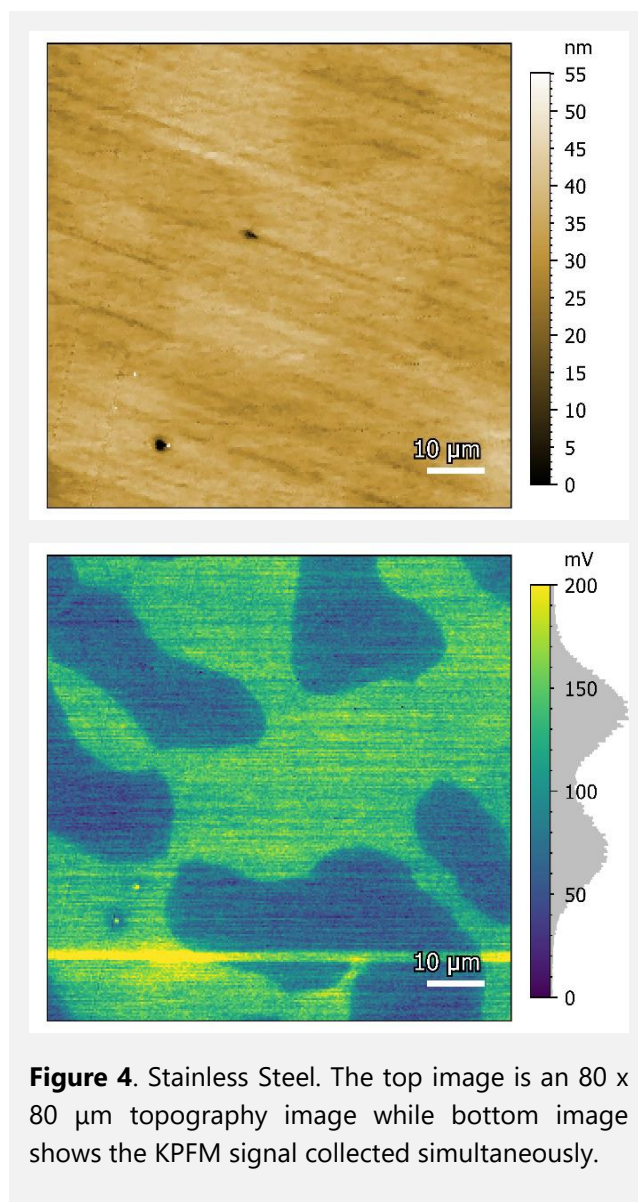 nm
55
50
45
40
35
30
25
20
15
10
5
0
10 µm
mV
200
150
100
50
0
10 µm
Figure 4. Stainless Steel. The top image is an 80 x
80 µm topography image while bottom image
shows the KPFM signal collected simultaneously.